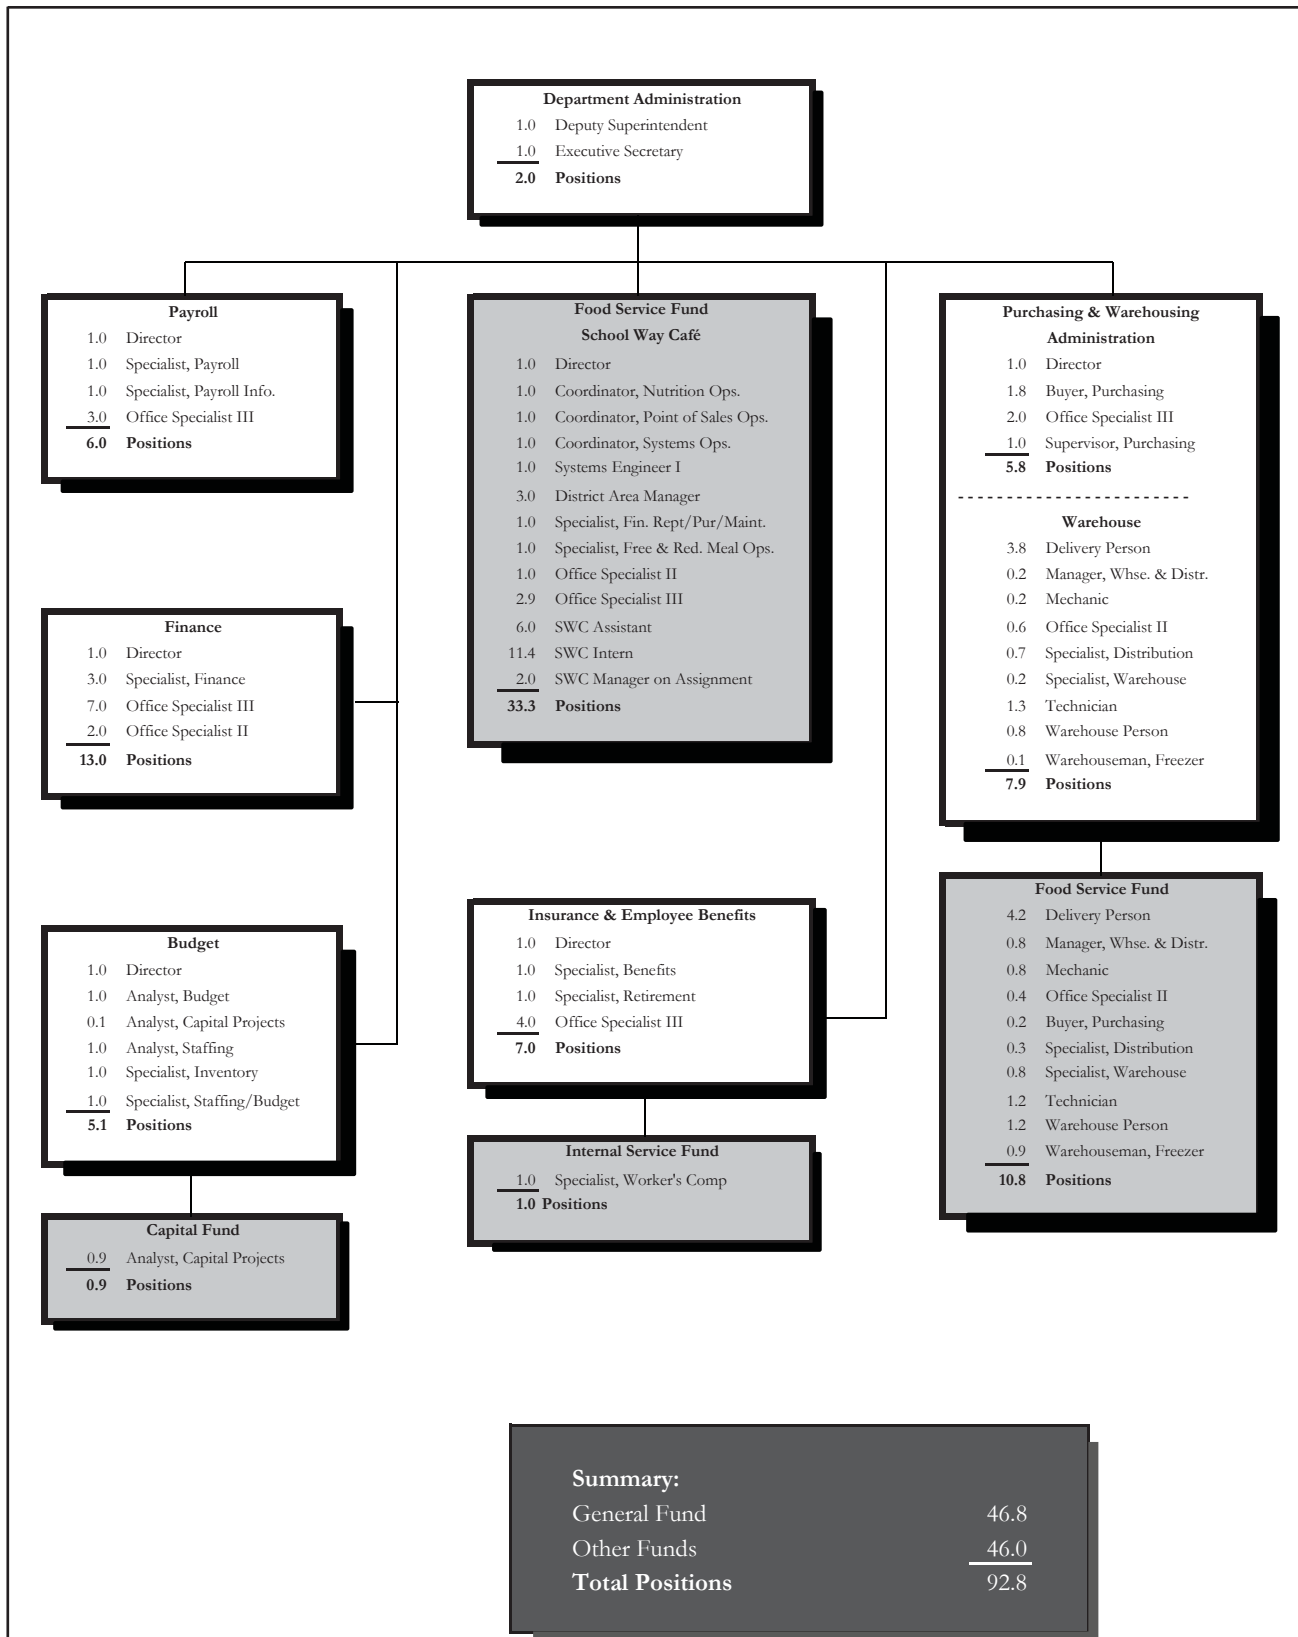 Department Administration
1.0 Deputy Superintendent
1.0 Executive Secretary
2.0 Positions
Payroll
1.0 Director
1.0 Specialist, Payroll
1.0 Specialist, Payroll Info.
3.0 Office Specialist III
6.0 Positions
Finance
1.0 Director
3.0 Specialist, Finance
7.0 Office Specialist III
2.0 Office Specialist II
13.0 Positions
Budget
1.0 Director
1.0 Analyst, Budget
0.1 Analyst, Capital Projects
1.0 Analyst, Staffing
1.0 Specialist, Inventory
1.0 Specialist, Staffing/Budget
5.1 Positions
Capital Fund
0.9 Analyst, Capital Projects
0.9 Positions
Food Service Fund
School Way Café
1.0 Director
1.0 Coordinator, Nutrition Ops.
1.0 Coordinator, Point of Sales Ops.
1.0 Coordinator, Systems Ops.
1.0 Systems Engineer I
3.0 District Area Manager
1.0 Specialist, Fin. Rept/Pur/Maint.
1.0 Specialist, Free & Red. Meal Ops.
1.0 Office Specialist II
2.9 Office Specialist III
6.0 SWC Assistant
11.4 SWC Intern
2.0 SWC Manager on Assignment
33.3 Positions
Insurance & Employee Benefits
1.0 Director
1.0 Specialist, Benefits
1.0 Specialist, Retirement
4.0 Office Specialist III
7.0 Positions
Internal Service Fund
1.0 Specialist, Worker's Comp
1.0 Positions
Purchasing & Warehousing
Administration
1.0 Director
1.8 Buyer, Purchasing
2.0 Office Specialist III
1.0 Supervisor, Purchasing
5.8 Positions
- - - - - - - - - - - - - - - - - - - - - - - -
Warehouse
3.8 Delivery Person
0.2 Manager, Whse. & Distr.
0.2 Mechanic
0.6 Office Specialist II
0.7 Specialist, Distribution
0.2 Specialist, Warehouse
1.3 Technician
0.8 Warehouse Person
0.1 Warehouseman, Freezer
7.9 Positions
Food Service Fund
4.2 Delivery Person
0.8 Manager, Whse. & Distr.
0.8 Mechanic
0.4 Office Specialist II
0.2 Buyer, Purchasing
0.3 Specialist, Distribution
0.8 Specialist, Warehouse
1.2 Technician
1.2 Warehouse Person
0.9 Warehouseman, Freezer
10.8 Positions
Summary:
General Fund 46.8
Other Funds 46.0
Total Positions 92.8